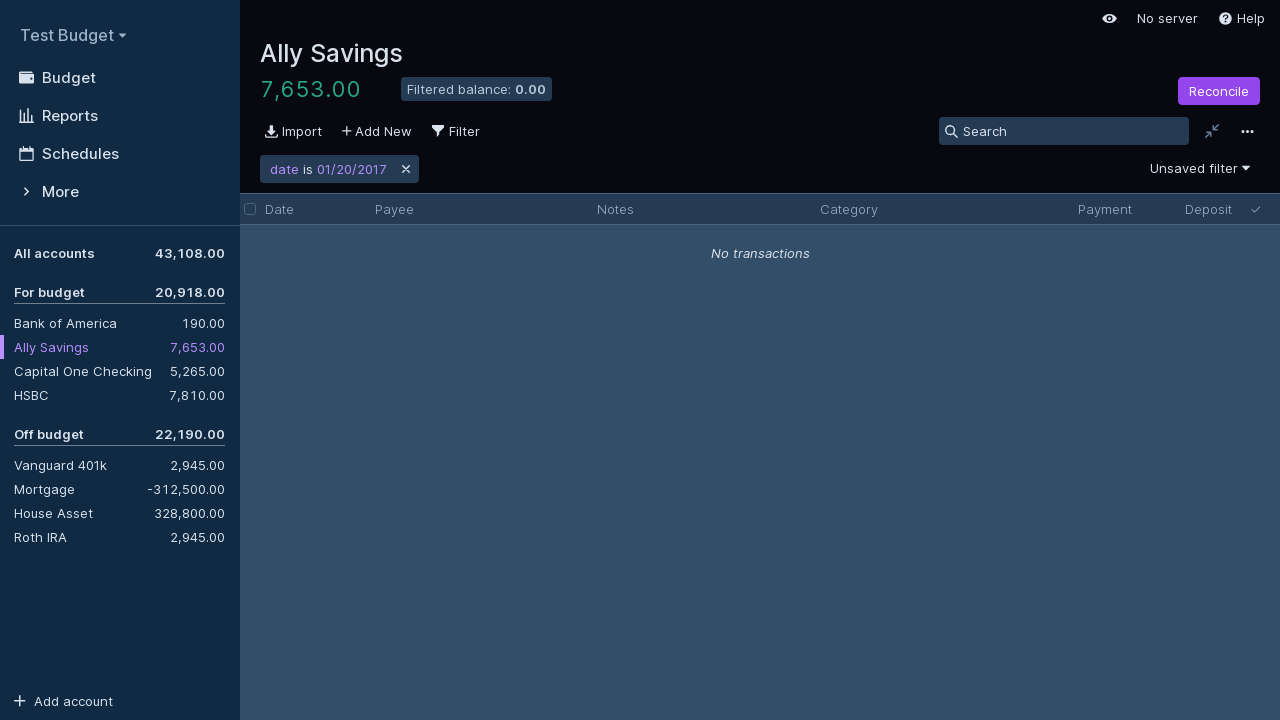 Test Budget
Budget
Reports
Schedules
More
All accounts 43,108.00
For budget 20,918.00
Bank of America 190.00
Ally Savings 7,653.00
Capital One Checking 5,265.00
HSBC 7,810.00
Off budget 22,190.00
Vanguard 401k 2,945.00
Mortgage -312,500.00
House Asset 328,800.00
Roth IRA 2,945.00
Add account
No server Help
Ally Savings
7,653.00 Filtered balance: 0.00 Reconcile
Import Add New Filter Search
date is 01/20/2017 Unsaved filter
Date Payee Notes Category Payment Deposit
No transactions